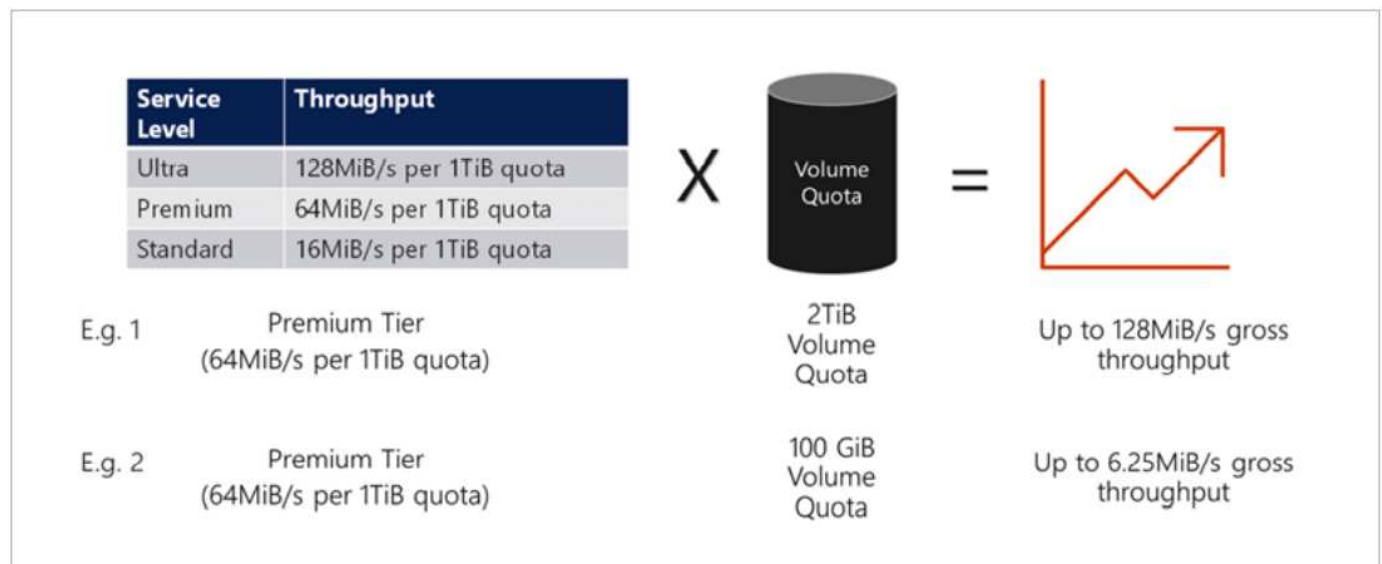 Service Level Throughput
Ultra 128MiB/s per 1TiB quota
Premium 64MiB/s per 1TiB quota
Standard 16MiB/s per 1TiB quota
X
Volume
Quota
=
E.g. 1
Premium Tier
(64MiB/s per 1TiB quota)
2TiB
Volume
Quota
Up to 128MiB/s gross
throughput
E.g. 2
Premium Tier
(64MiB/s per 1TiB quota)
100 GiB
Volume
Quota
Up to 6.25MiB/s gross
throughput